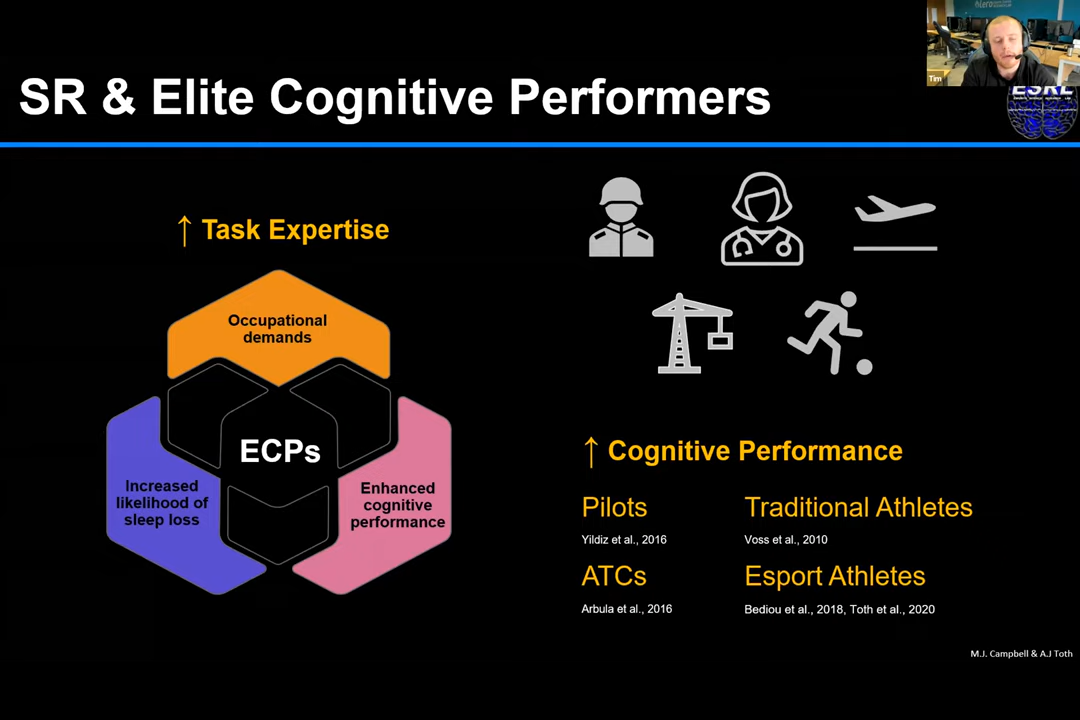 Lero
Tim
SR & Elite Cognitive Performers
ESRL
↑ Task Expertise
Occupational
demands
ECPs
Increased
likelihood of
sleep loss
Enhanced
cognitive
performance
↑ Cognitive Performance
Pilots
Yildiz et al., 2016
Traditional Athletes
Voss et al., 2010
ATCs
Arbula et al., 2016
Esport Athletes
Bediou et al., 2018, Toth et al., 2020
M.J. Campbell & A.J Toth